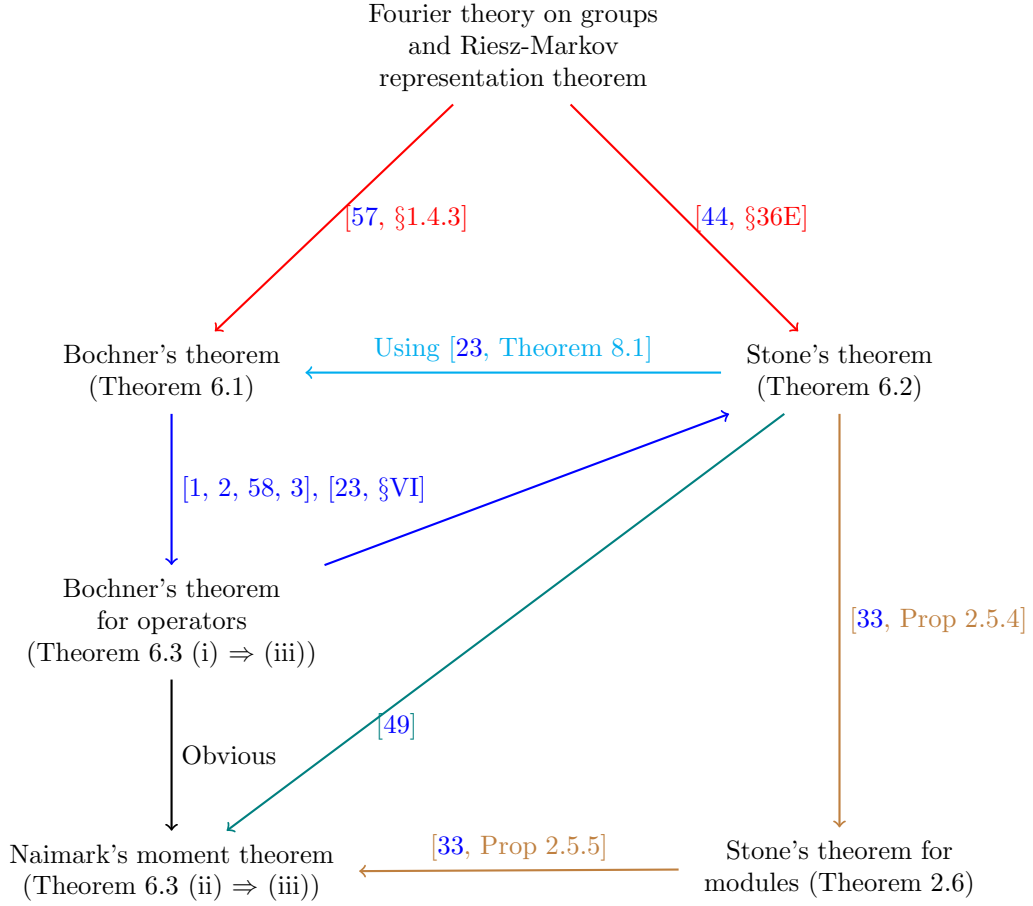 Fourier theory on groups
and Riesz-Markov
representation theorem
[57, §1.4.3]
[44, §36E]
Bochner's theorem
(Theorem 6.1)
Using [23, Theorem 8.1]
Stone's theorem
(Theorem 6.2)
[1, 2, 58, 3], [23, §VI]
Bochner's theorem
for operators
(Theorem 6.3 (i) ⇒ (iii))
[33, Prop 2.5.4]
[49]
Obvious
Naimark's moment theorem
(Theorem 6.3 (ii) ⇒ (iii))
[33, Prop 2.5.5]
Stone's theorem for
modules (Theorem 2.6)